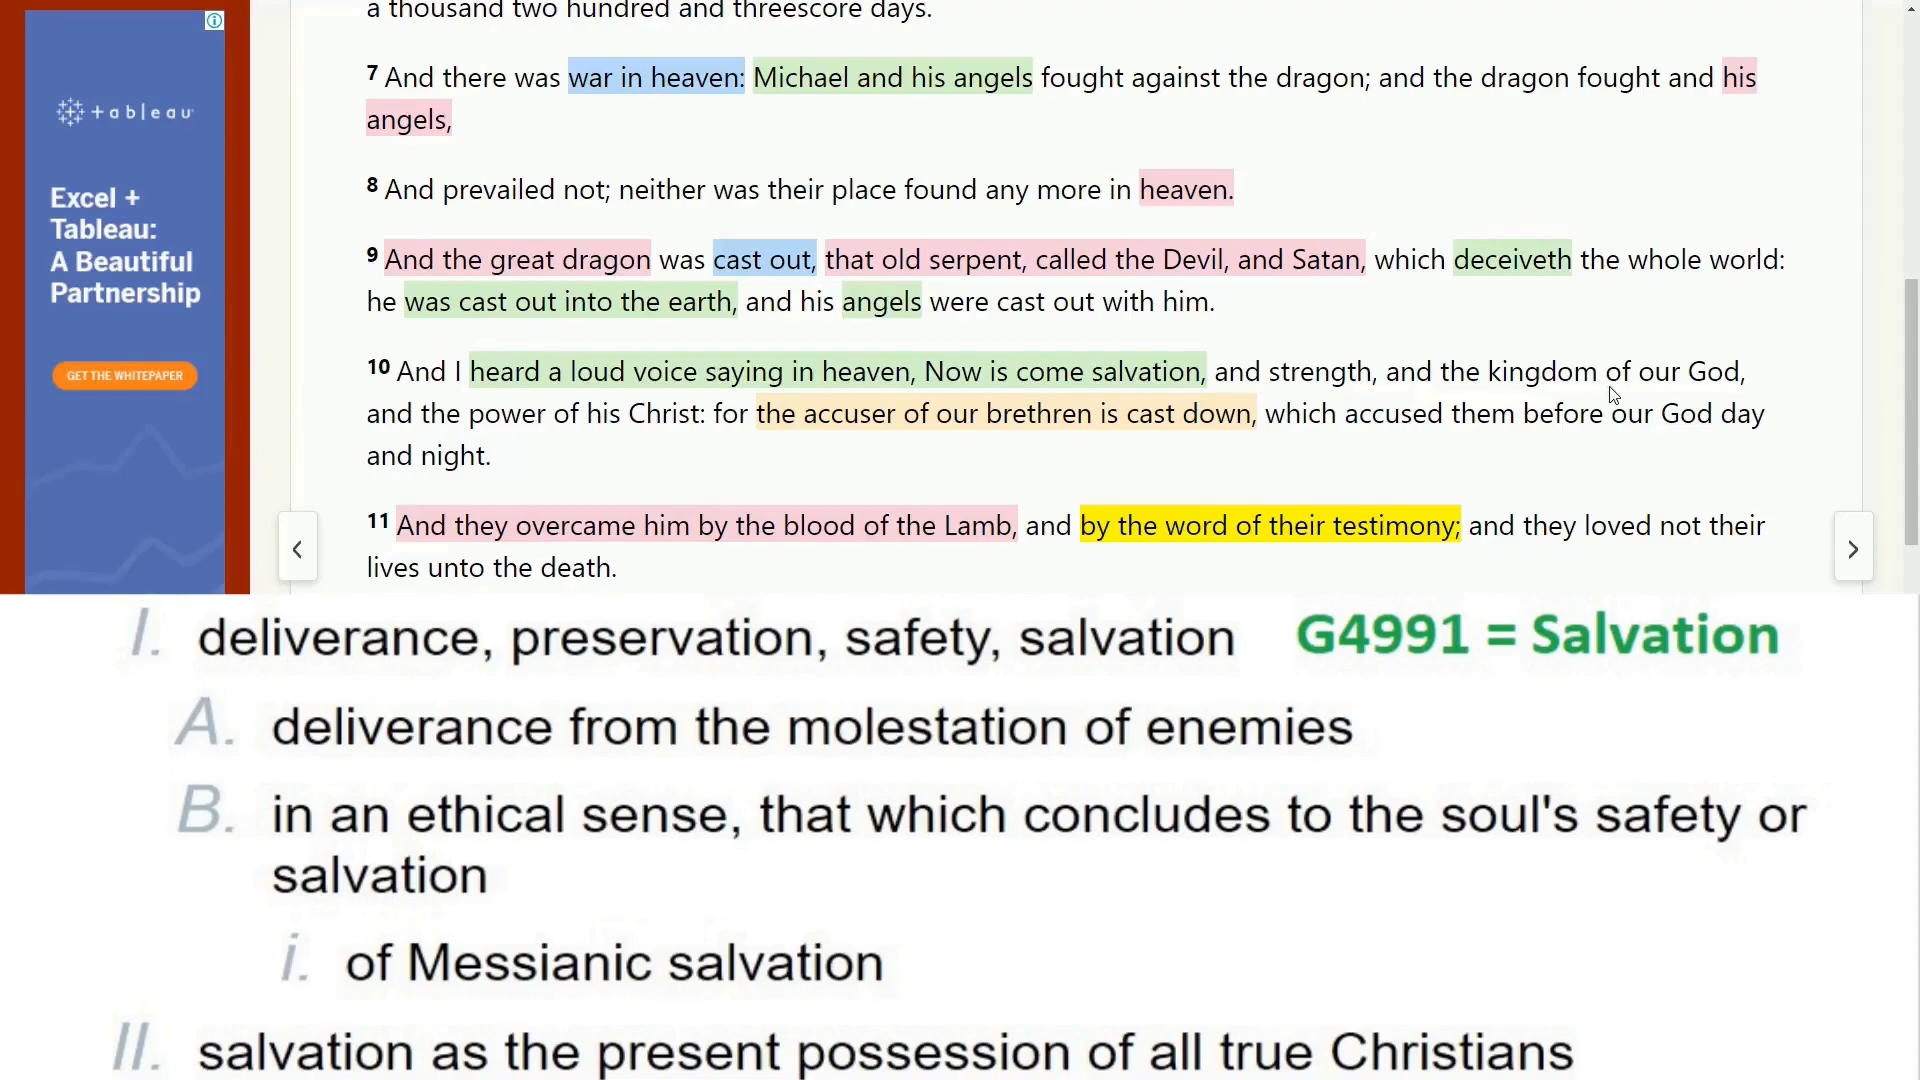 a thousand two hundred and threescore days.
7 And there was war in heaven: Michael and his angels fought against the dragon; and the dragon fought and his
angels,
8 And prevailed not; neither was their place found any more in heaven.
9 And the great dragon was cast out, that old serpent, called the Devil, and Satan, which deceiveth the whole world:
he was cast out into the earth, and his angels were cast out with him.
10 And I heard a loud voice saying in heaven, Now is come salvation, and strength, and the kingdom of our God,
and the power of his Christ: for the accuser of our brethren is cast down, which accused them before our God day
and night.
11 And they overcame him by the blood of the Lamb, and by the word of their testimony; and they loved not their
lives unto the death.
+ableau
Excel +
Tableau:
A Beautiful
Partnership
GET THE WHITEPAPER
I. deliverance, preservation, safety, salvation G4991 = Salvation
A. deliverance from the molestation of enemies
B. in an ethical sense, that which concludes to the soul's safety or
salvation
i. of Messianic salvation
II. salvation as the present possession of all true Christians